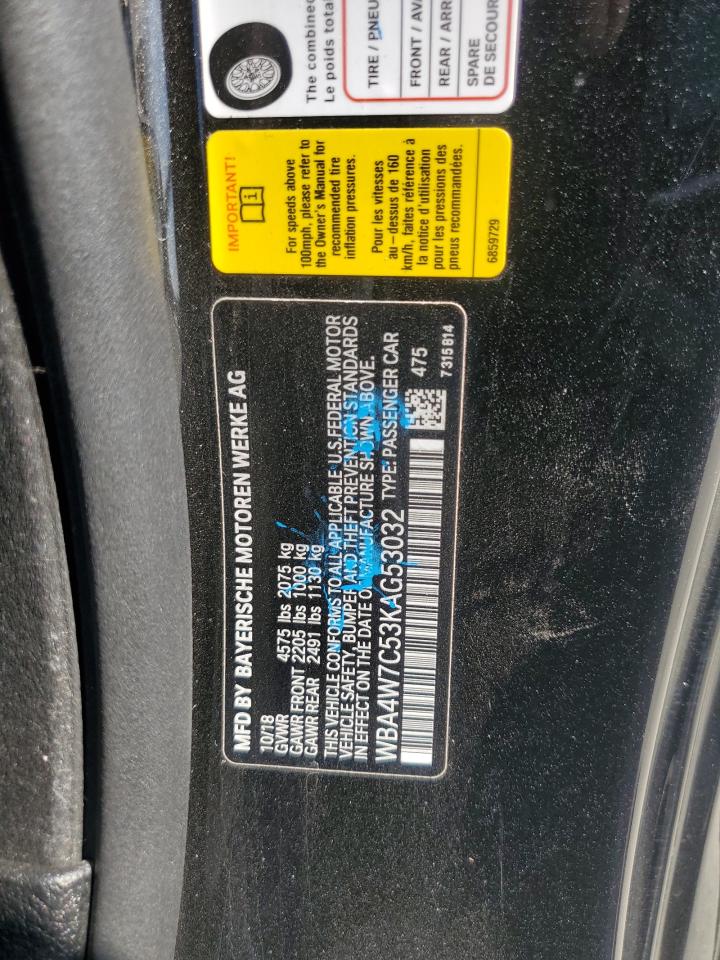 MFD BY BAYERISCHE MOTOREN WERKE AG
10/18
GVWR 4575 lbs 2075 kg
GAWR FRONT 2205 lbs 1000 kg
GAWR REAR 2491 lbs 1130 kg
THIS VEHICLE CONFORMS TO ALL APPLICABLE U.S. FEDERAL MOTOR
VEHICLE SAFETY, BUMPER AND THEFT PREVENTION STANDARDS
IN EFFECT ON THE DATE OF MANUFACTURE SHOWN ABOVE.
WBA4W7C53KAG53032 TYPE: PASSENGER CAR
475
7315814
IMPORTANT!
For speeds above
100mph, please refer to
the Owner's Manual for
recommended tire
inflation pressures.
Pour les vitesses
au-dessus de 160
km/h, faites référence à
la notice d'utilisation
pour les pressions des
pneus recommandées.
6859729
The combined
Le poids tota
TIRE / PNEU
FRONT / AVA
REAR / ARR
SPARE
DE SECOUR